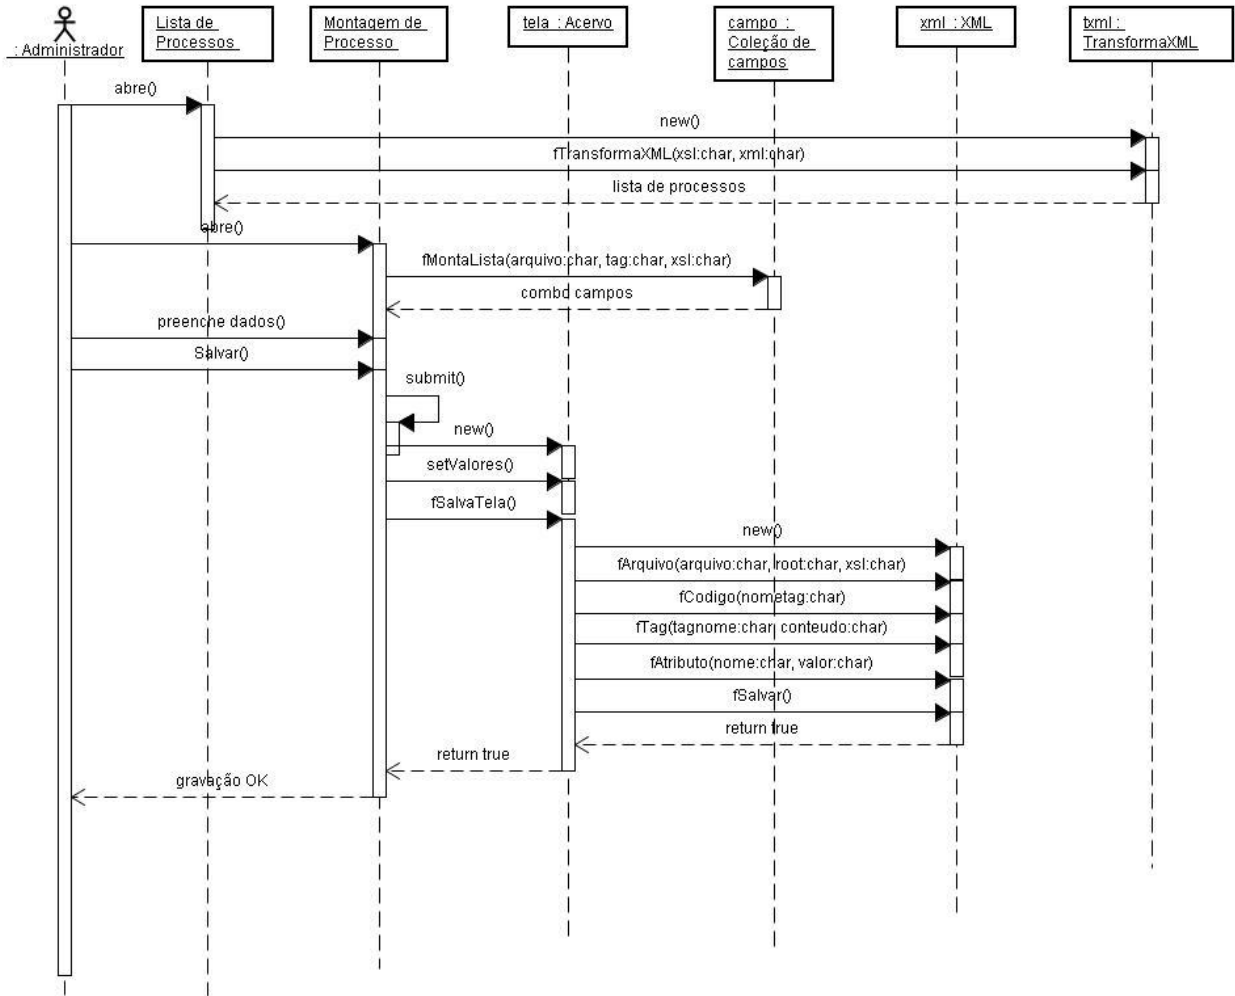 : Administrador
Lista de
Processos
Montagem de
Processo
tela : Acervo
campo :
Coleção de
campos
xml : XML
txml :
TransformaXML
abre()
new()
fTransformaXML(xsl:char, xml:char)
lista de processos
abre()
fMontaLista(arquivo:char, tag:char, xsl:char)
combo campos
preenche dados()
Salvar()
submit()
new()
setValores()
fSalvaTela()
new()
fArquivo(arquivo:char, root:char, xsl:char)
fCodigo(nometag:char)
fTag(tagnome:char, conteudo:char)
fAtributo(nome:char, valor:char)
fSalvar()
return true
return true
gravação OK